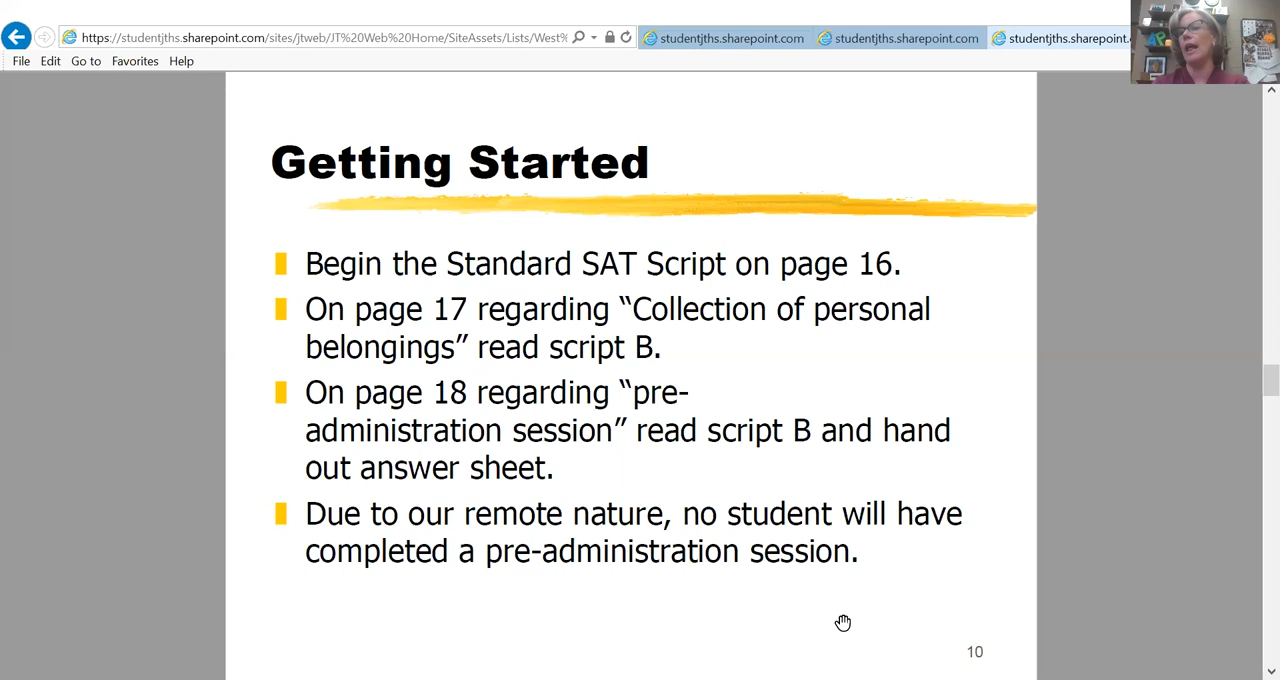 https://studentjths.sharepoint.com/sites/jtweb/JT%20Web%20Home/SiteAssets/Lists/West%
studentjths.sharepoint.com
studentjths.sharepoint.com
studentjths.sharepoint.c
File Edit Go to Favorites Help
Getting Started
Begin the Standard SAT Script on page 16.
On page 17 regarding “Collection of personal
belongings” read script B.
On page 18 regarding “pre-
administration session” read script B and hand
out answer sheet.
Due to our remote nature, no student will have
completed a pre-administration session.
10